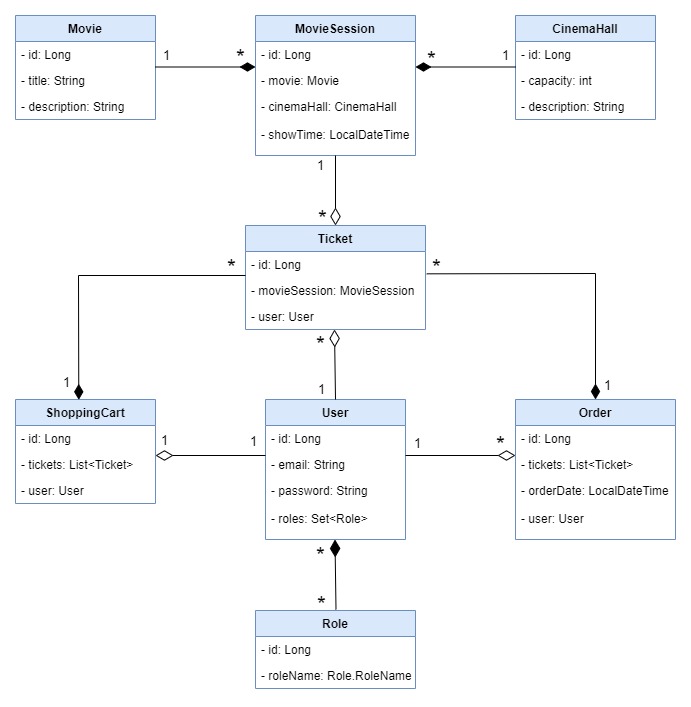 Movie
- id: Long
- title: String
- description: String
1
*
MovieSession
- id: Long
- movie: Movie
- cinemaHall: CinemaHall
- showTime: LocalDateTime
*
1
CinemaHall
- id: Long
- capacity: int
- description: String
1
*
Ticket
- id: Long
- movieSession: MovieSession
- user: User
*
*
*
1
1
1
ShoppingCart
- id: Long
- tickets: List<Ticket>
- user: User
1
1
User
- id: Long
- email: String
- password: String
- roles: Set<Role>
1
*
Order
- id: Long
- tickets: List<Ticket>
- orderDate: LocalDateTime
- user: User
*
*
Role
- id: Long
- roleName: Role.RoleName